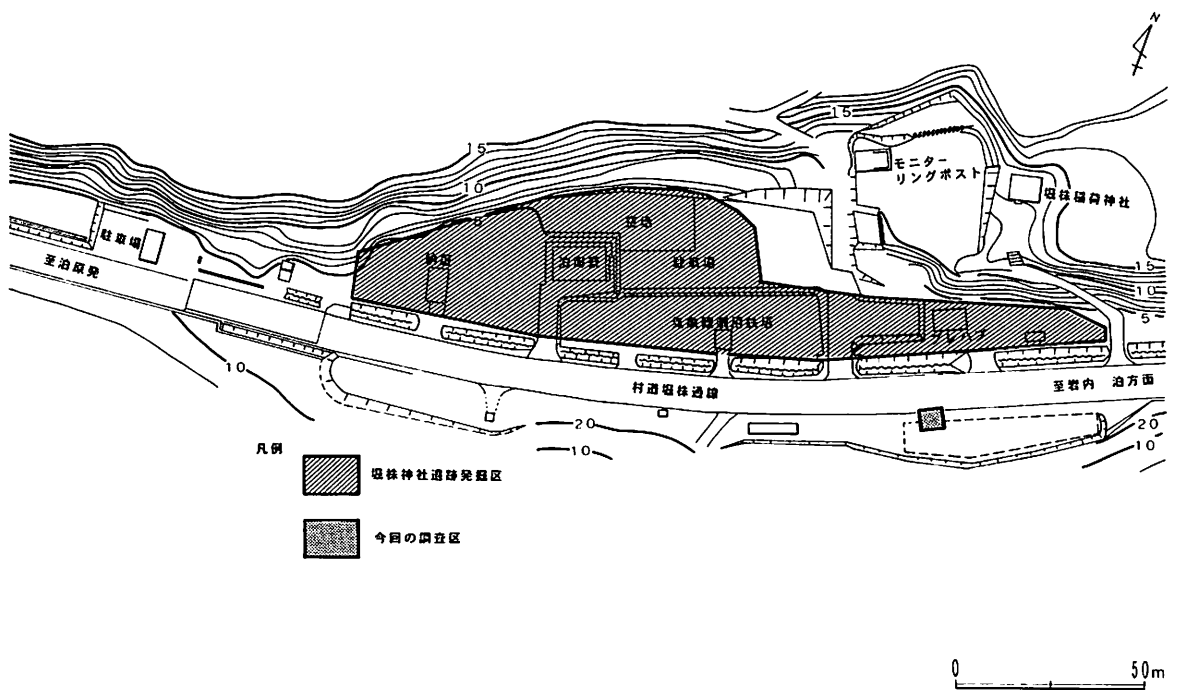 N
15
15
10
モニター
リングポスト
堀株稲荷神社
駐車場
至泊原発
15
10
5
10
村道堀株通線
至岩内 泊方面
20
10
20
10
凡例
堀株神社遺跡発掘区
今回の調査区
0 50m